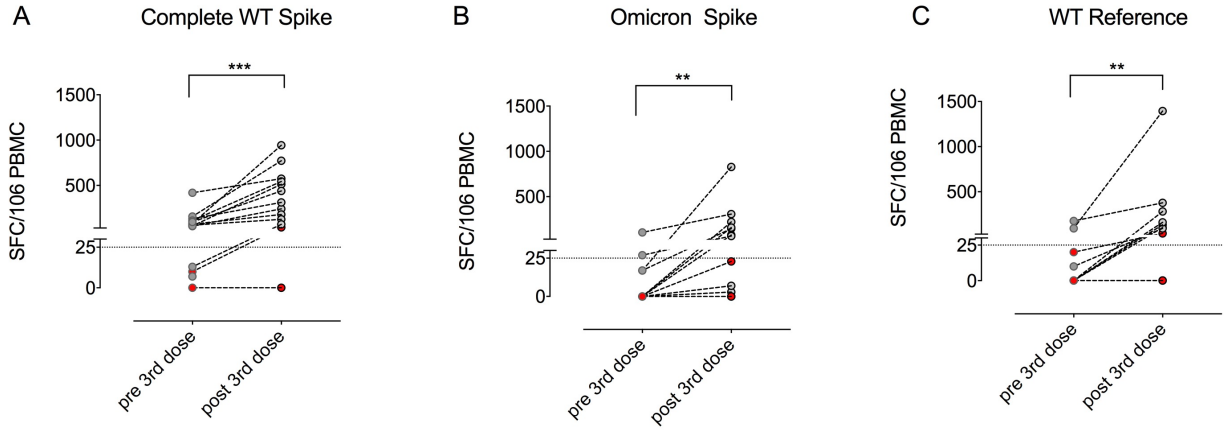 A Complete WT Spike
***
SFC/106 PBMC
1500
1000
500
25
0
pre 3rd dose
post 3rd dose
B Omicron Spike
**
SFC/106 PBMC
1500
1000
500
25
0
pre 3rd dose
post 3rd dose
C WT Reference
**
SFC/106 PBMC
1500
500
25
0
pre 3rd dose
post 3rd dose